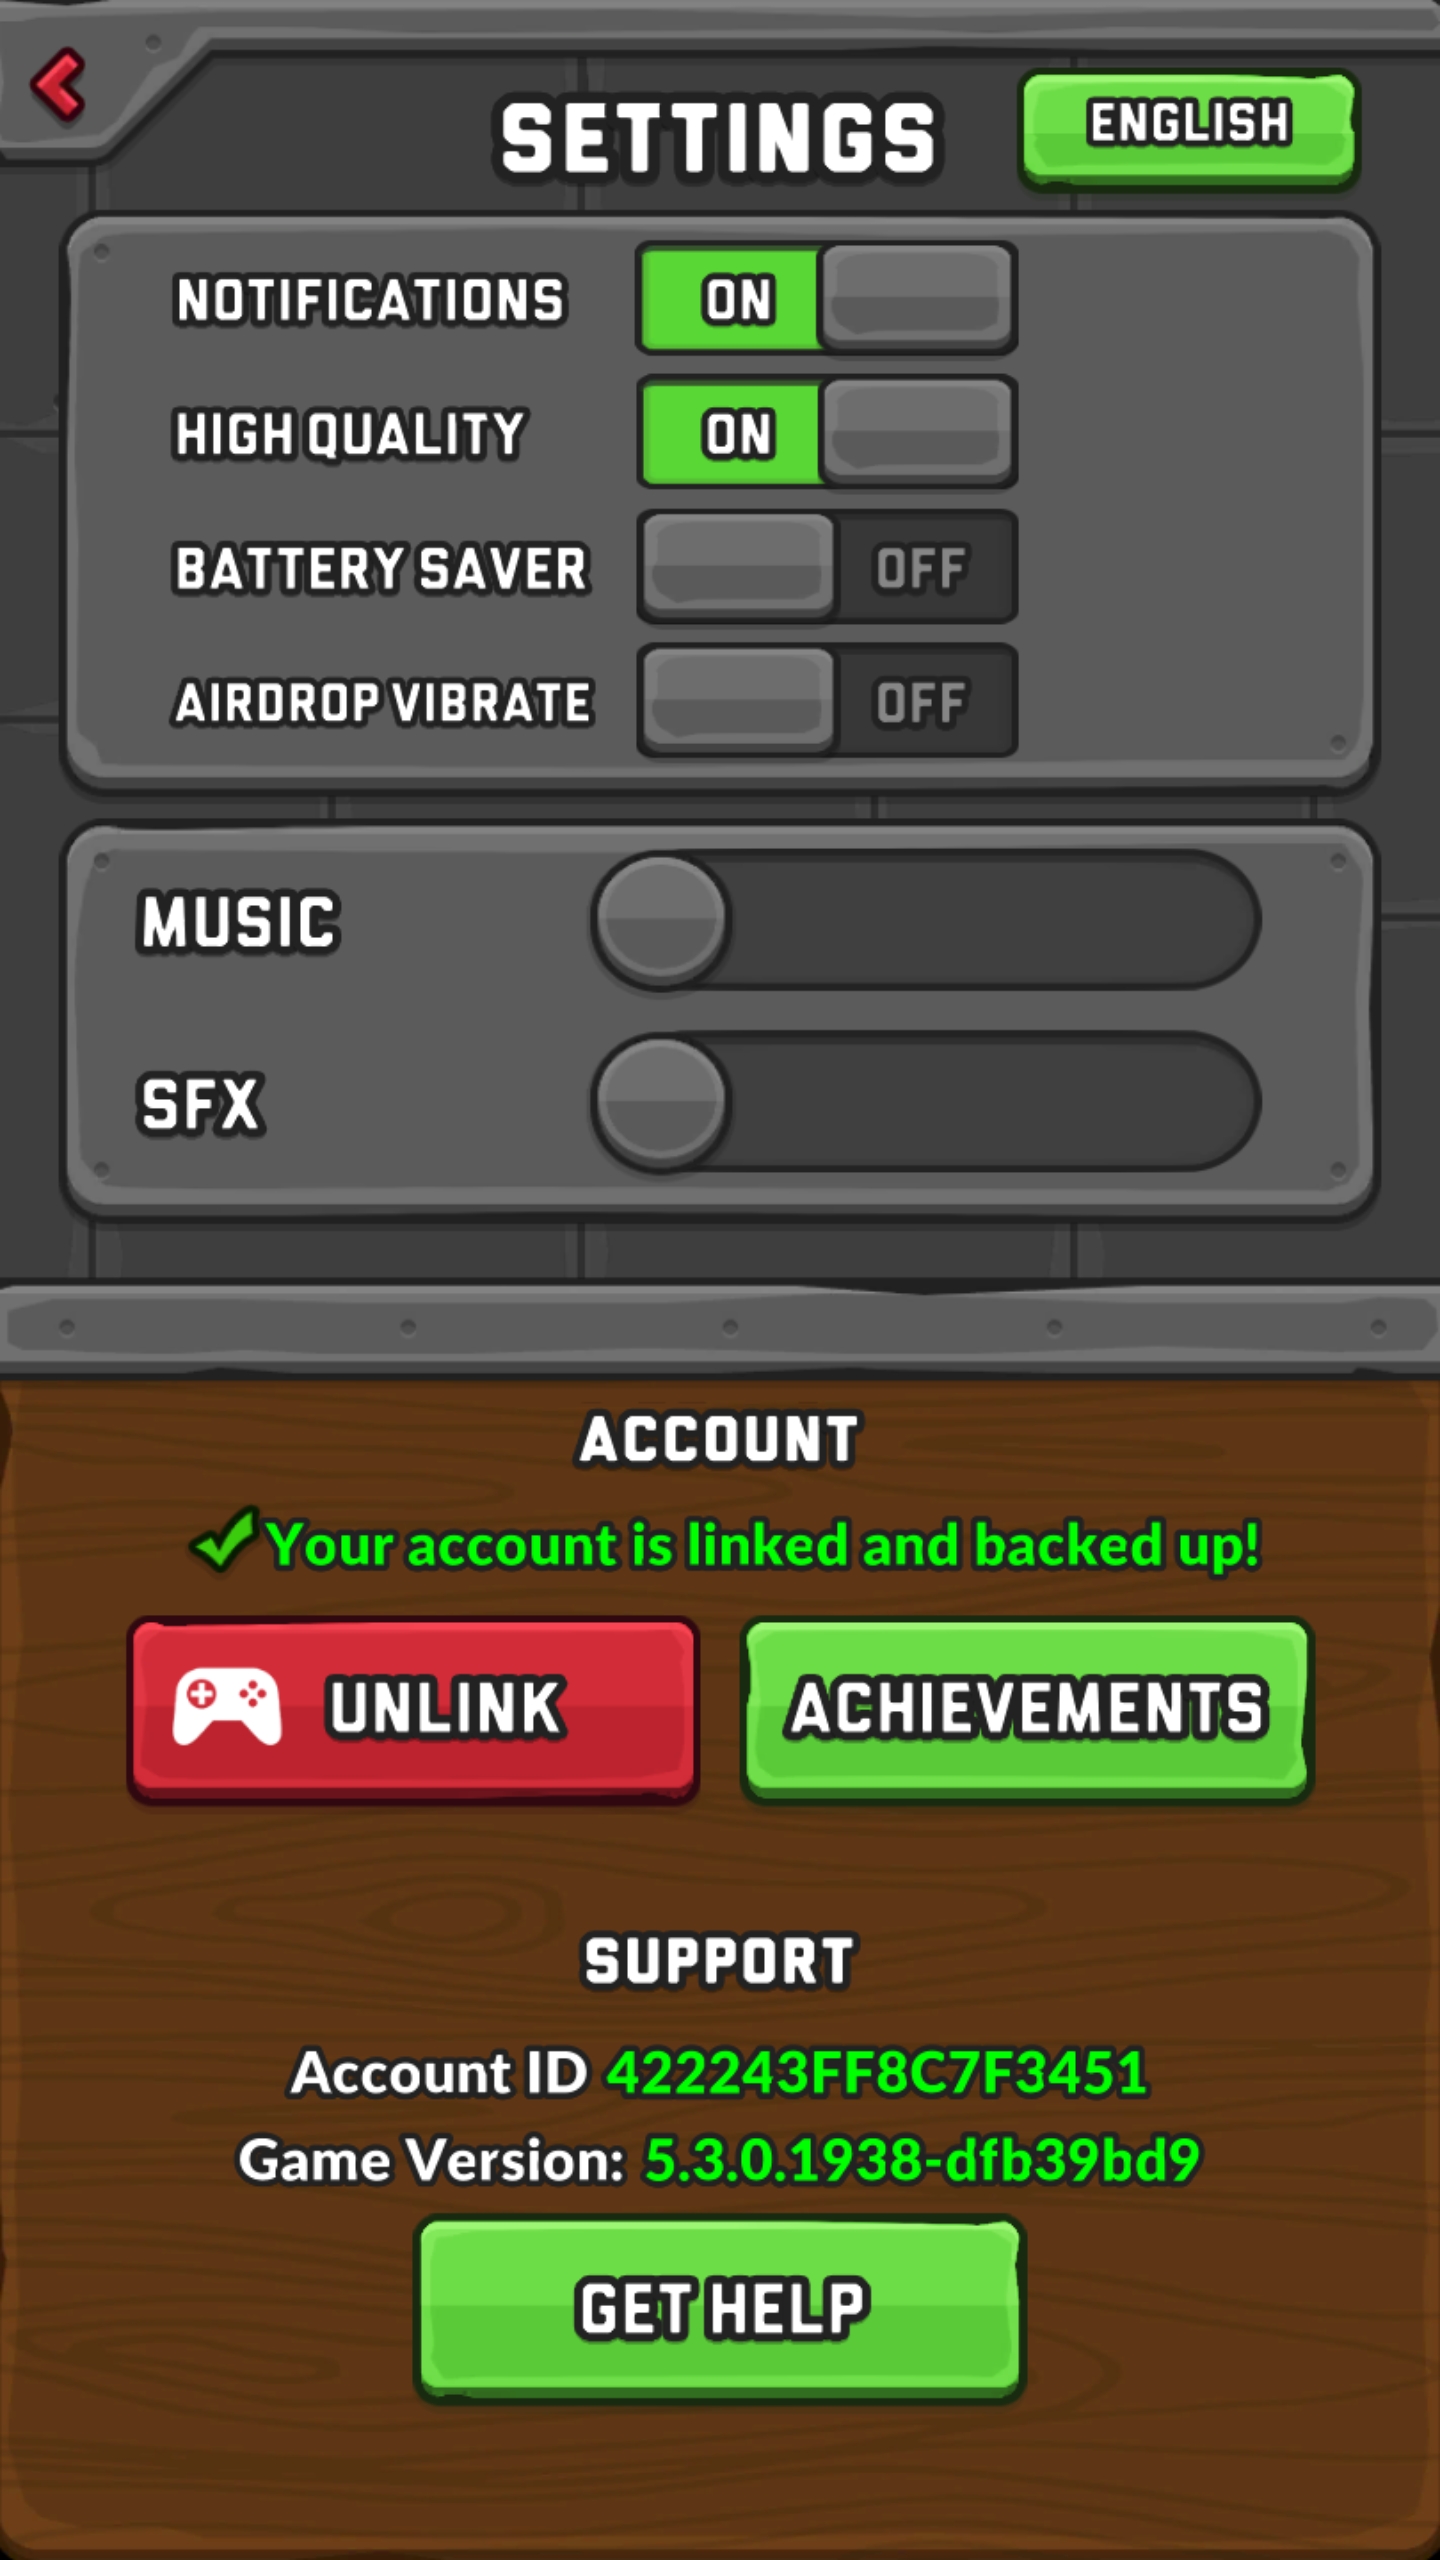 SETTINGS
ENGLISH
NOTIFICATIONS ON
HIGH QUALITY ON
BATTERY SAVER OFF
AIRDROP VIBRATE OFF
MUSIC
SFX
ACCOUNT
Your account is linked and backed up!
UNLINK
ACHIEVEMENTS
SUPPORT
Account ID 422243FF8C7F3451
Game Version: 5.3.0.1938-dfb39bd9
GET HELP